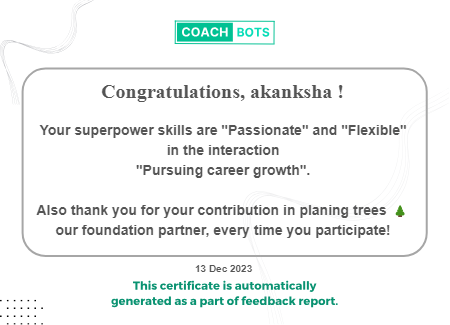 COACH BOTS
Congratulations, akanksha !
Your superpower skills are "Passionate" and "Flexible"
in the interaction
"Pursuing career growth".
Also thank you for your contribution in planing trees 🌲
our foundation partner, every time you participate!
13 Dec 2023
This certificate is automatically
generated as a part of feedback report.